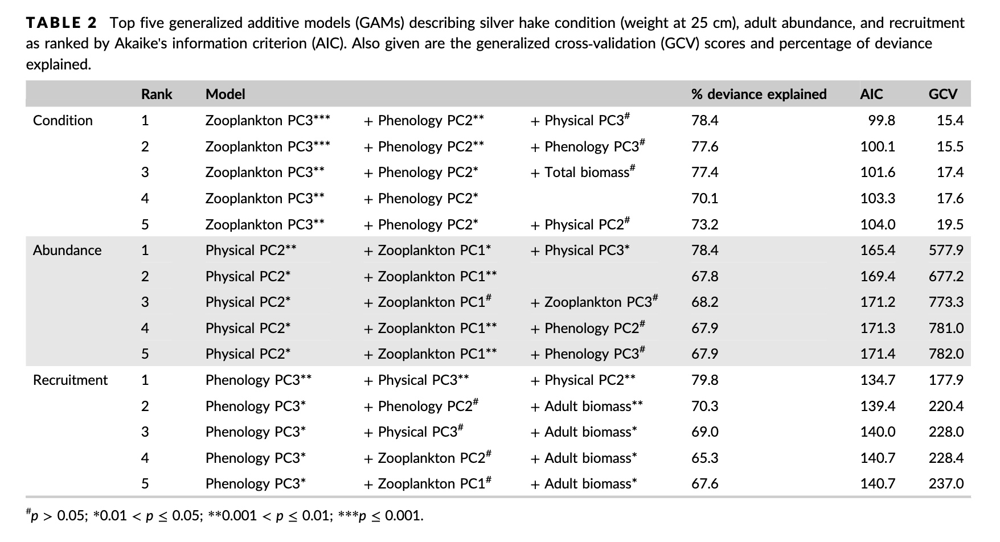 TABLE 2 Top five generalized additive models (GAMs) describing silver hake condition (weight at 25 cm), adult abundance, and recruitment
as ranked by Akaike's information criterion (AIC). Also given are the generalized cross-validation (GCV) scores and percentage of deviance
explained.
Rank Model % deviance explained AIC GCV
Condition 1 Zooplankton PC3*** + Phenology PC2** + Physical PC3# 78.4 99.8 15.4
2 Zooplankton PC3*** + Phenology PC2** + Phenology PC3# 77.6 100.1 15.5
3 Zooplankton PC3** + Phenology PC2* + Total biomass# 77.4 101.6 17.4
4 Zooplankton PC3** + Phenology PC2* 70.1 103.3 17.6
5 Zooplankton PC3** + Phenology PC2* + Physical PC2# 73.2 104.0 19.5
Abundance 1 Physical PC2** + Zooplankton PC1* + Physical PC3* 78.4 165.4 577.9
2 Physical PC2* + Zooplankton PC1** 67.8 169.4 677.2
3 Physical PC2* + Zooplankton PC1# + Zooplankton PC3# 68.2 171.2 773.3
4 Physical PC2* + Zooplankton PC1** + Phenology PC2# 67.9 171.3 781.0
5 Physical PC2* + Zooplankton PC1** + Phenology PC3# 67.9 171.4 782.0
Recruitment 1 Phenology PC3** + Physical PC3** + Physical PC2** 79.8 134.7 177.9
2 Phenology PC3* + Phenology PC2# + Adult biomass** 70.3 139.4 220.4
3 Phenology PC3* + Physical PC3# + Adult biomass* 69.0 140.0 228.0
4 Phenology PC3* + Zooplankton PC2# + Adult biomass* 65.3 140.7 228.4
5 Phenology PC3* + Zooplankton PC1# + Adult biomass* 67.6 140.7 237.0
#p > 0.05; *0.01 < p ≤ 0.05; **0.001 < p ≤ 0.01; ***p ≤ 0.001.